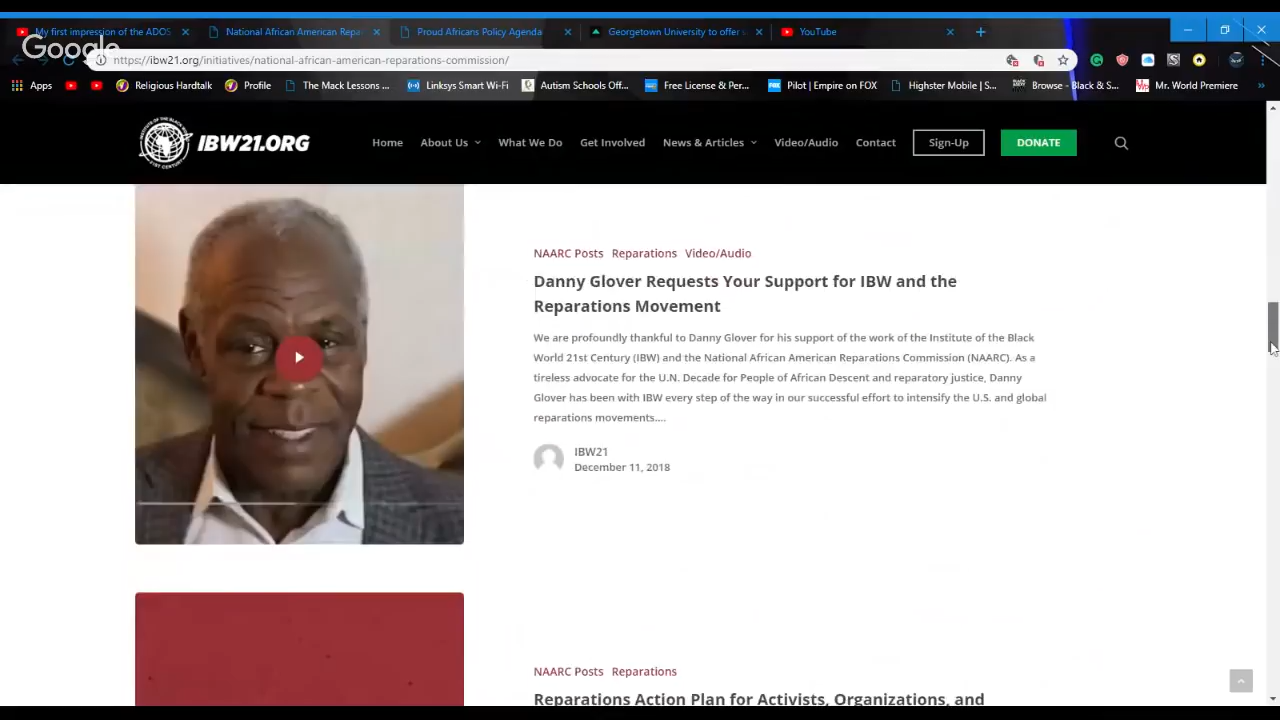 My first impression of the ADOS
National African American Repa
Proud Africans Policy Agenda
Georgetown University to offer s
YouTube
Google
https://ibw21.org/initiatives/national-african-american-reparations-commission/
Apps
Religious Hardtalk
Profile
The Mack Lessons ...
Linksys Smart Wi-Fi
Autism Schools Off...
Free License & Per...
Pilot | Empire on FOX
Highster Mobile | S...
Browse - Black & S...
Mr. World Premiere
IBW21.ORG
Home
About Us
What We Do
Get Involved
News & Articles
Video/Audio
Contact
Sign-Up
DONATE
NAARC Posts Reparations Video/Audio
Danny Glover Requests Your Support for IBW and the
Reparations Movement
We are profoundly thankful to Danny Glover for his support of the work of the Institute of the Black
World 21st Century (IBW) and the National African American Reparations Commission (NAARC). As a
tireless advocate for the U.N. Decade for People of African Descent and reparatory justice, Danny
Glover has been with IBW every step of the way in our successful effort to intensify the U.S. and global
reparations movements....
IBW21
December 11, 2018
NAARC Posts Reparations
Reparations Action Plan for Activists, Organizations, and